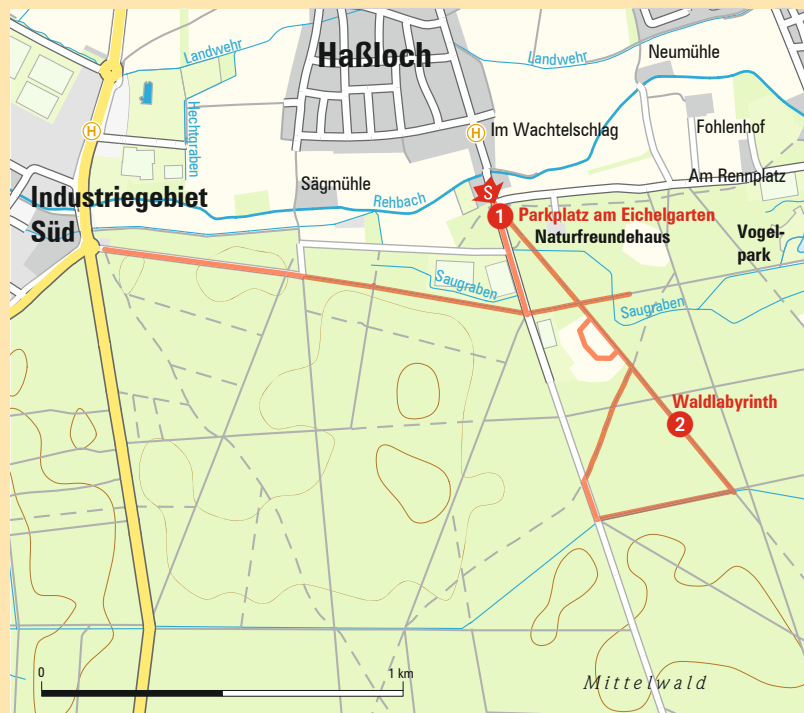 Haßloch
Landwehr
Landwehr
Neumühle
Hechtgraben
H
H
Im Wachtelschlag
Fohlenhof
Sägmühle
Am Rennplatz
Industriegebiet
Süd
Rehbach
S
1
Parkplatz am Eichelgarten
Naturfreundehaus
Vogel-
park
Saugraben
Saugraben
Waldlabyrinth
2
0
1 km
Mittelwald